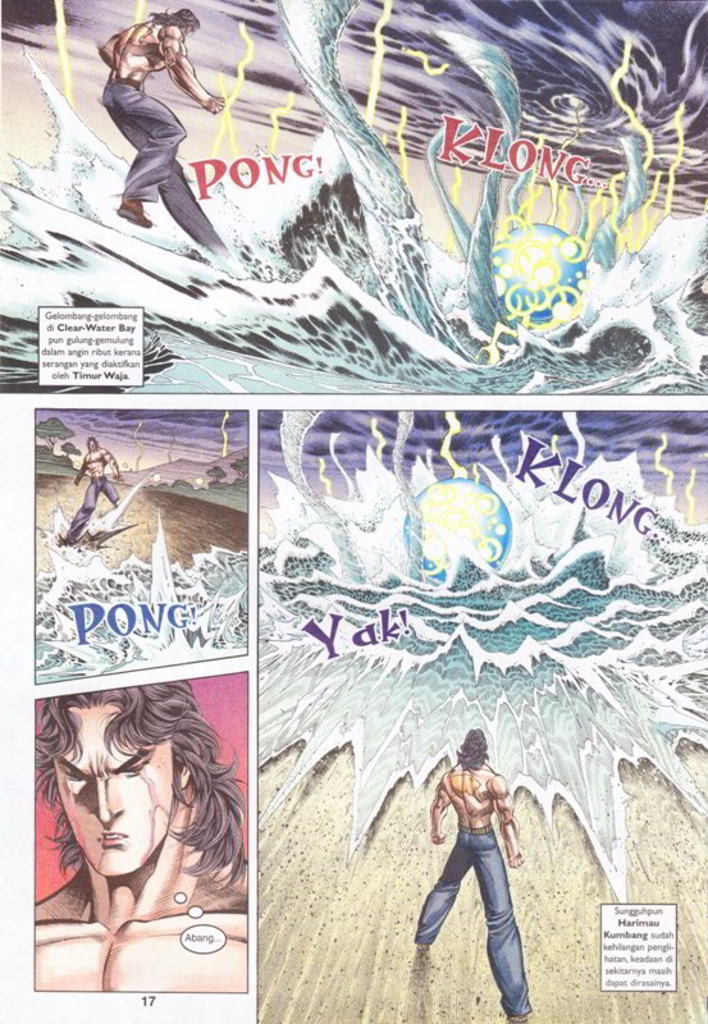 PONG!
KLONG...
Gelombang-gelombang
di Clear-Water Bay
pun gulung-gemulung
dalam angin ribut kerana
serangan yang diaktifkan
oleh Timur Waja.
PONG!
Abang...
KLONG...
Yak!
Sungguhpun
Harimau
Kumbang sudah
kehilangan pengli-
hatan, keadaan di
sekitarnya masih
dapat dirasainya.
17